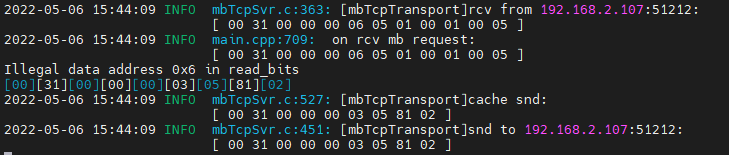 2022-05-06 15:44:09 INFO  mbTcpSvr.c:363: [mbTcpTransport]rcv from 192.168.2.107:51212:
[ 00 31 00 00 00 06 05 01 00 01 00 05 ]
2022-05-06 15:44:09 INFO  main.cpp:709:  on rcv mb request:
[ 00 31 00 00 00 06 05 01 00 01 00 05 ]
Illegal data address 0x6 in read_bits
[00][31][00][00][00][03][05][81][02]
2022-05-06 15:44:09 INFO  mbTcpSvr.c:527: [mbTcpTransport]cache snd:
[ 00 31 00 00 00 03 05 81 02 ]
2022-05-06 15:44:09 INFO  mbTcpSvr.c:451: [mbTcpTransport]snd to 192.168.2.107:51212:
[ 00 31 00 00 00 03 05 81 02 ]